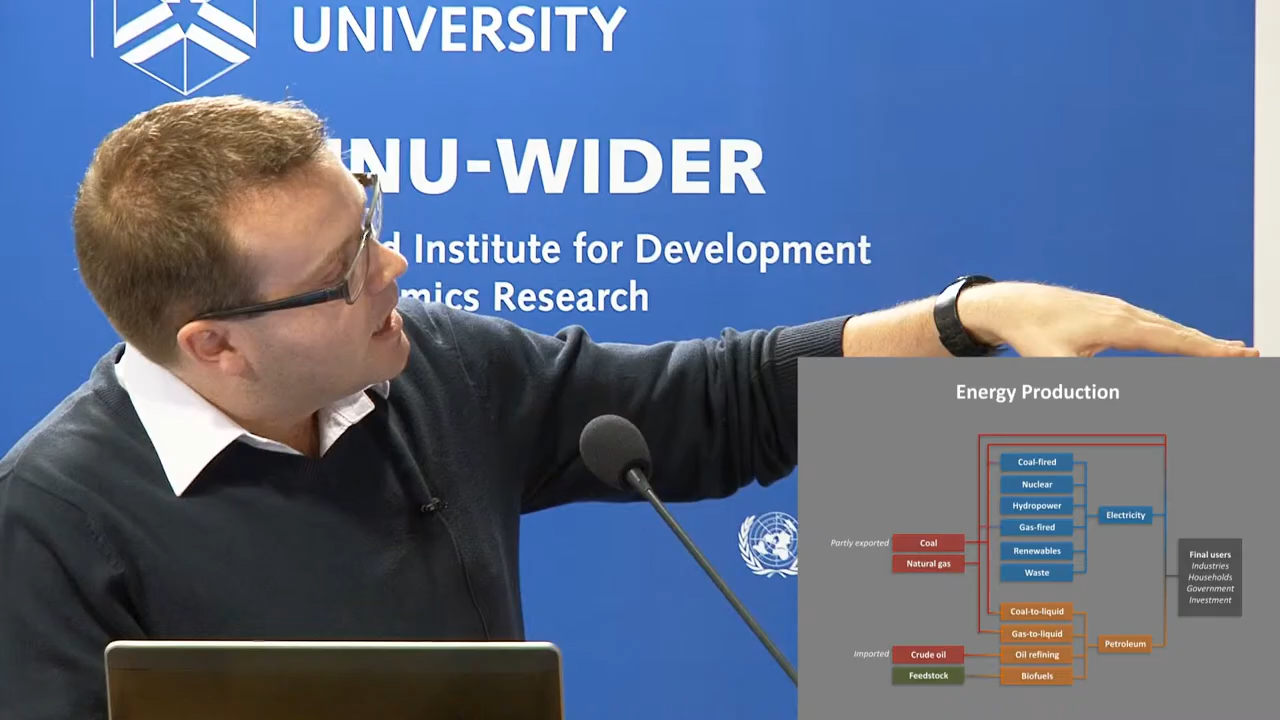 UNIVERSITY
NU-WIDER
d Institute for Development
mics Research
Energy Production
Coal-fired
Nuclear
Hydropower
Gas-fired
Renewables
Waste
Electricity
Partly exported
Coal
Natural gas
Final users
Industries
Households
Government
Investment
Coal-to-liquid
Gas-to-liquid
Oil refining
Biofuels
Petroleum
Imported
Crude oil
Feedstock